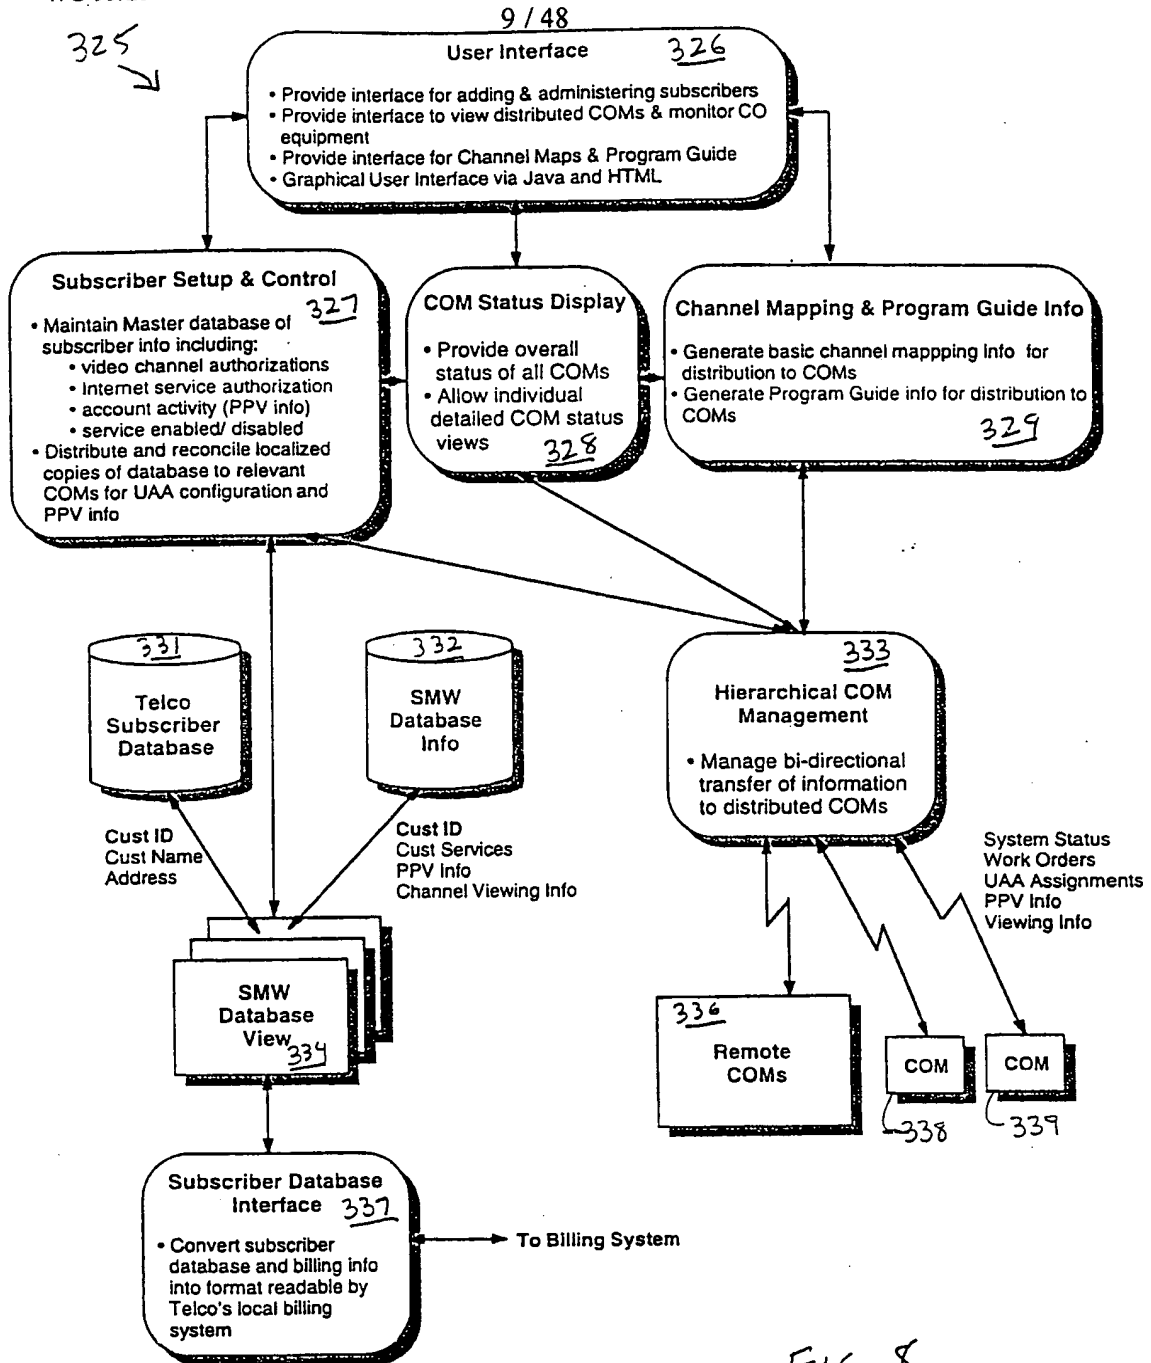 9 / 48
325
User Interface 326
• Provide interface for adding & administering subscribers
• Provide interface to view distributed COMs & monitor CO
equipment
• Provide interface for Channel Maps & Program Guide
• Graphical User Interface via Java and HTML
Subscriber Setup & Control
327
• Maintain Master database of
subscriber info including:
• video channel authorizations
• Internet service authorization
• account activity (PPV info)
• service enabled/ disabled
• Distribute and reconcile localized
copies of database to relevant
COMs for UAA configuration and
PPV info
COM Status Display
• Provide overall
status of all COMs
• Allow individual
detailed COM status
views
328
Channel Mapping & Program Guide Info
• Generate basic channel mappping info for
distribution to COMs
• Generate Program Guide info for distribution to
COMs
329
331
Telco
Subscriber
Database
332
SMW
Database
Info
333
Hierarchical COM
Management
• Manage bi-directional
transfer of information
to distributed COMs
Cust ID
Cust Name
Address
Cust ID
Cust Services
PPV Info
Channel Viewing Info
System Status
Work Orders
UAA Assignments
PPV Info
Viewing Info
SMW
Database
View
334
336
Remote
COMs
COM
338
COM
339
Subscriber Database
Interface 337
• Convert subscriber
database and billing info
into format readable by
Telco's local billing
system
To Billing System
FIG. 8